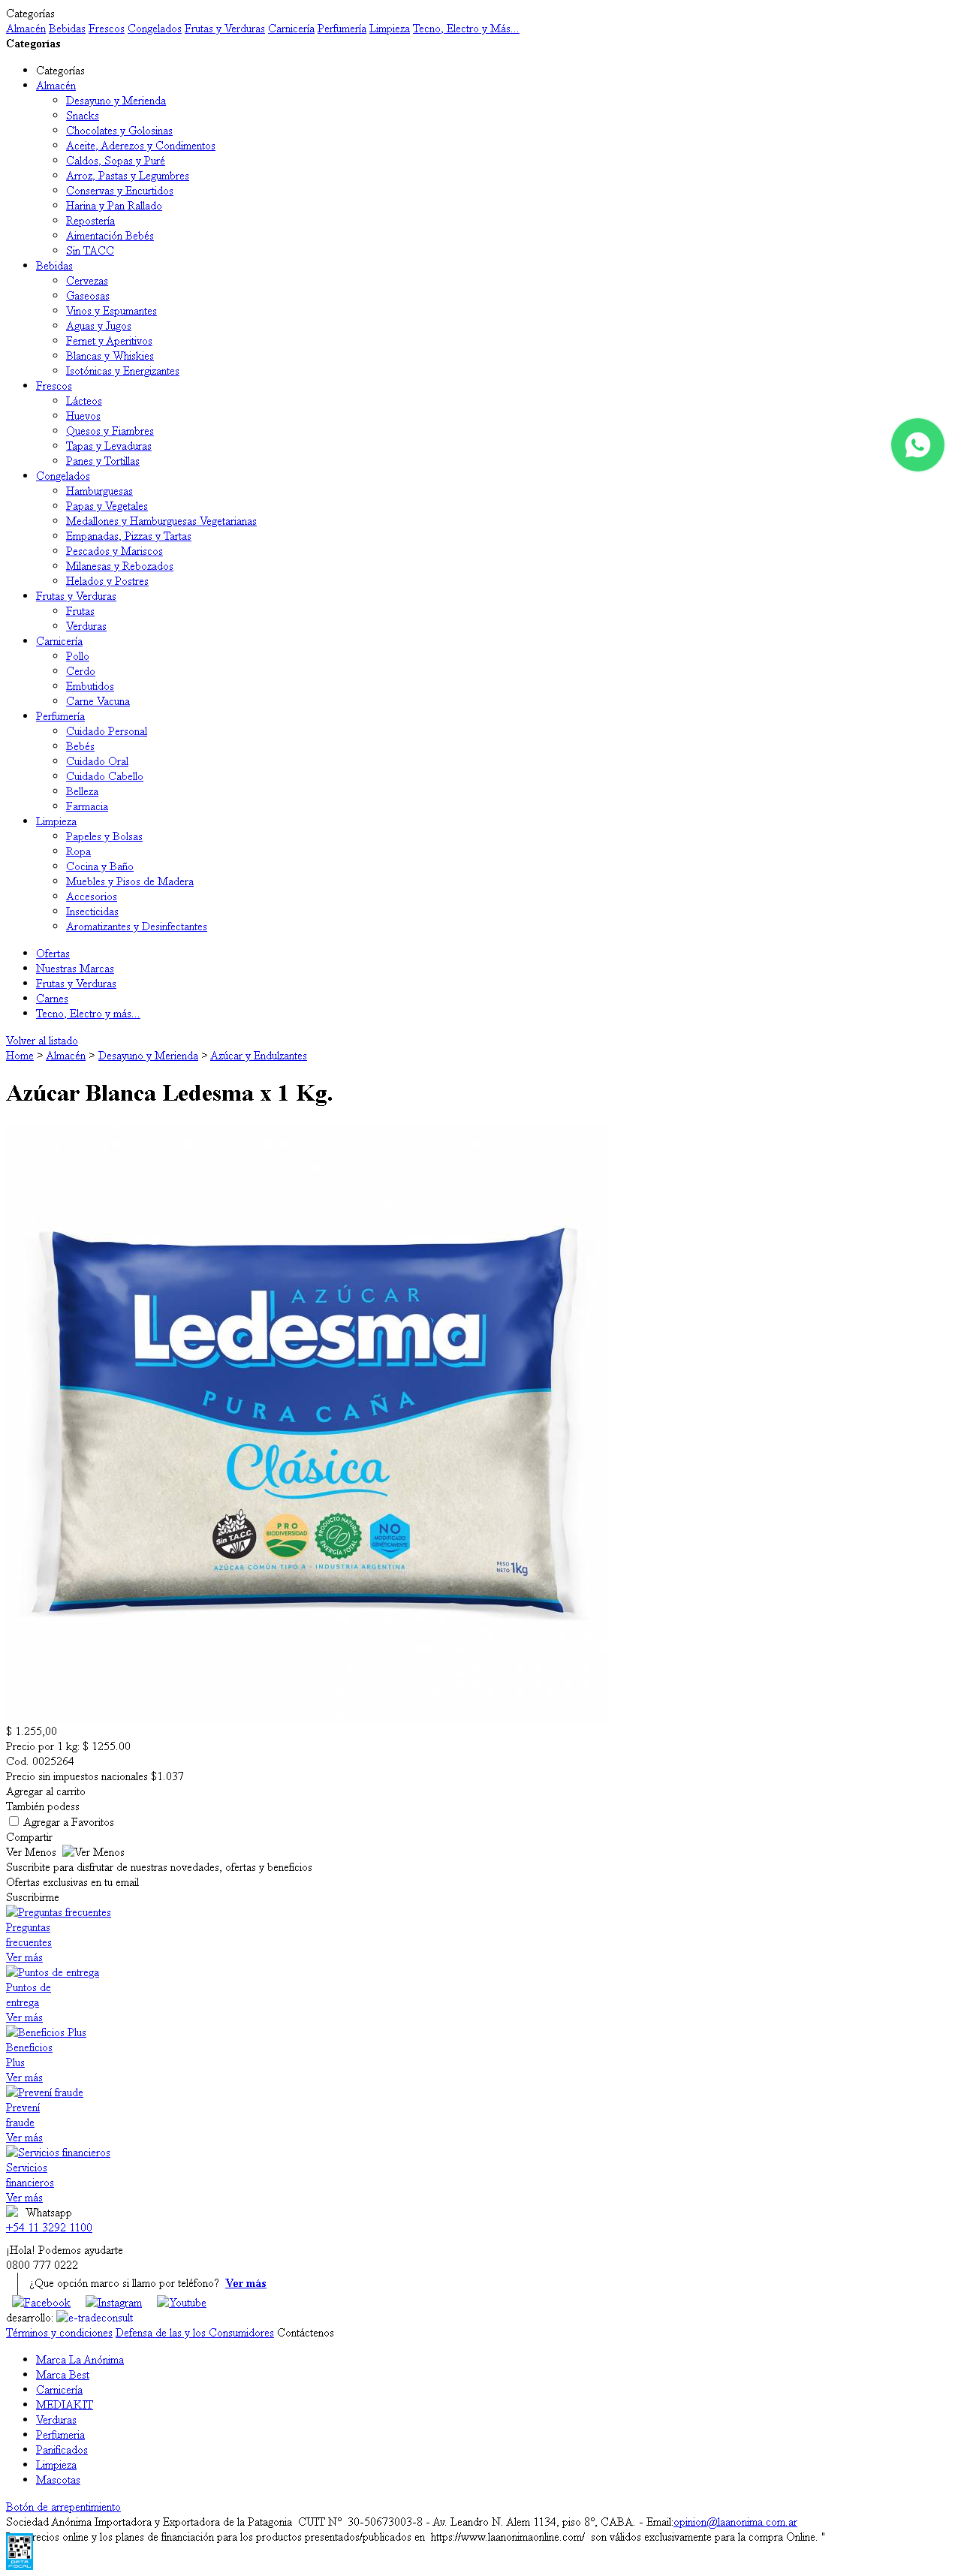 Categorías
Almacén Bebidas Frescos Congelados Frutas y Verduras Carnicería Perfumería Limpieza Tecno, Electro y Más...
Categorías
Categorías
Almacén
Desayuno y Merienda
Snacks
Chocolates y Golosinas
Aceite, Aderezos y Condimentos
Caldos, Sopas y Puré
Arroz, Pastas y Legumbres
Conservas y Encurtidos
Harina y Pan Rallado
Repostería
Aimentación Bebés
Sin TACC
Bebidas
Cervezas
Gaseosas
Vinos y Espumantes
Aguas y Jugos
Fernet y Aperitivos
Blancas y Whiskies
Isotónicas y Energizantes
Frescos
Lácteos
Huevos
Quesos y Fiambres
Tapas y Levaduras
Panes y Tortillas
Congelados
Hamburguesas
Papas y Vegetales
Medallones y Hamburguesas Vegetarianas
Empanadas, Pizzas y Tartas
Pescados y Mariscos
Milanesas y Rebozados
Helados y Postres
Frutas y Verduras
Frutas
Verduras
Carnicería
Pollo
Cerdo
Embutidos
Carne Vacuna
Perfumería
Cuidado Personal
Bebés
Cuidado Oral
Cuidado Cabello
Belleza
Farmacia
Limpieza
Papeles y Bolsas
Ropa
Cocina y Baño
Muebles y Pisos de Madera
Accesorios
Insecticidas
Aromatizantes y Desinfectantes
Ofertas
Nuestras Marcas
Frutas y Verduras
Carnes
Tecno, Electro y más...
Volver al listado
Home > Almacén > Desayuno y Merienda > Azúcar y Endulzantes
Azúcar Blanca Ledesma x 1 Kg.
AZÚCAR
Ledesma
PURA CAÑA
Clásica
Sin T.A.C.C.
PRO BIODIVERSIDAD
PRODUCTO NATURAL ENERGÍA TOTAL
NO MODIFICADO GENÉTICAMENTE
AZÚCAR COMÚN TIPO A - INDUSTRIA ARGENTINA
PESO NETO 1kg
$ 1.255,00
Precio por 1 kg: $ 1255.00
Cod. 0025264
Precio sin impuestos nacionales $1.037
Agregar al carrito
También podess
Agregar a Favoritos
Compartir
Ver Menos Ver Menos
Suscribite para disfrutar de nuestras novedades, ofertas y beneficios
Ofertas exclusivas en tu email
Suscribirme
Preguntas frecuentes
Preguntas
frecuentes
Ver más
Puntos de entrega
Puntos de
entrega
Ver más
Beneficios Plus
Beneficios
Plus
Ver más
Prevení fraude
Prevení
fraude
Ver más
Servicios financieros
Servicios
financieros
Ver más
Whatsapp
+54 11 3292 1100
¡Hola! Podemos ayudarte
0800 777 0222
¿Que opción marco si llamo por teléfono? Ver más
Facebook Instagram Youtube
desarrollo: e-tradeconsult
Términos y condiciones Defensa de las y los Consumidores Contáctenos
Marca La Anónima
Marca Best
Carnicería
MEDIAKIT
Verduras
Perfumeria
Panificados
Limpieza
Mascotas
Botón de arrepentimiento
Sociedad Anónima Importadora y Exportadora de la Patagonia CUIT Nº 30-50673003-8 - Av. Leandro N. Alem 1134, piso 8º, CABA. - Email:opinion@laanonima.com.ar
recios online y los planes de financiación para los productos presentados/publicados en https://www.laanonimaonline.com/ son válidos exclusivamente para la compra Online. "
DATA FISCAL